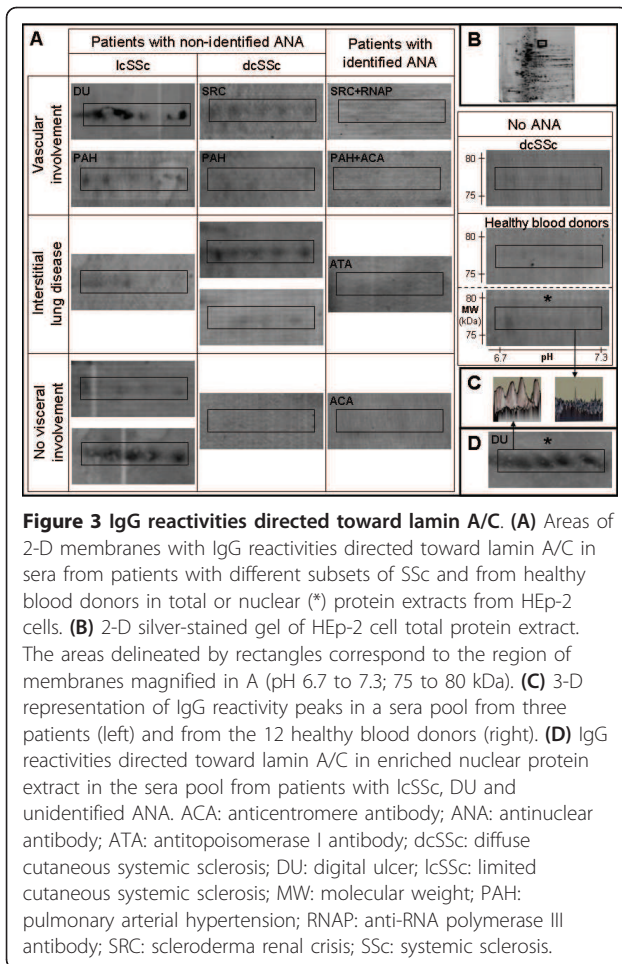 A
Patients with non-identified ANA
Patients with
identified ANA
lcSSc
dcSSc
Vascular
involvement
DU
SRC
SRC+RNAP
PAH
PAH
PAH+ACA
Interstitial
lung disease
ATA
No visceral
involvement
ACA
B
No ANA
dcSSc
80
75
Healthy blood donors
80
75
*
80
MW
(kDa)
75
6.7
pH
7.3
C
D
DU
*
Figure 3 IgG reactivities directed toward lamin A/C. (A) Areas of
2-D membranes with IgG reactivities directed toward lamin A/C in
sera from patients with different subsets of SSc and from healthy
blood donors in total or nuclear (*) protein extracts from HEp-2
cells. (B) 2-D silver-stained gel of HEp-2 cell total protein extract.
The areas delineated by rectangles correspond to the region of
membranes magnified in A (pH 6.7 to 7.3; 75 to 80 kDa). (C) 3-D
representation of IgG reactivity peaks in a sera pool from three
patients (left) and from the 12 healthy blood donors (right). (D) IgG
reactivities directed toward lamin A/C in enriched nuclear protein
extract in the sera pool from patients with lcSSc, DU and
unidentified ANA. ACA: anticentromere antibody; ANA: antinuclear
antibody; ATA: antitopoisomerase I antibody; dcSSc: diffuse
cutaneous systemic sclerosis; DU: digital ulcer; lcSSc: limited
cutaneous systemic sclerosis; MW: molecular weight; PAH:
pulmonary arterial hypertension; RNAP: anti-RNA polymerase III
antibody; SRC: scleroderma renal crisis; SSc: systemic sclerosis.